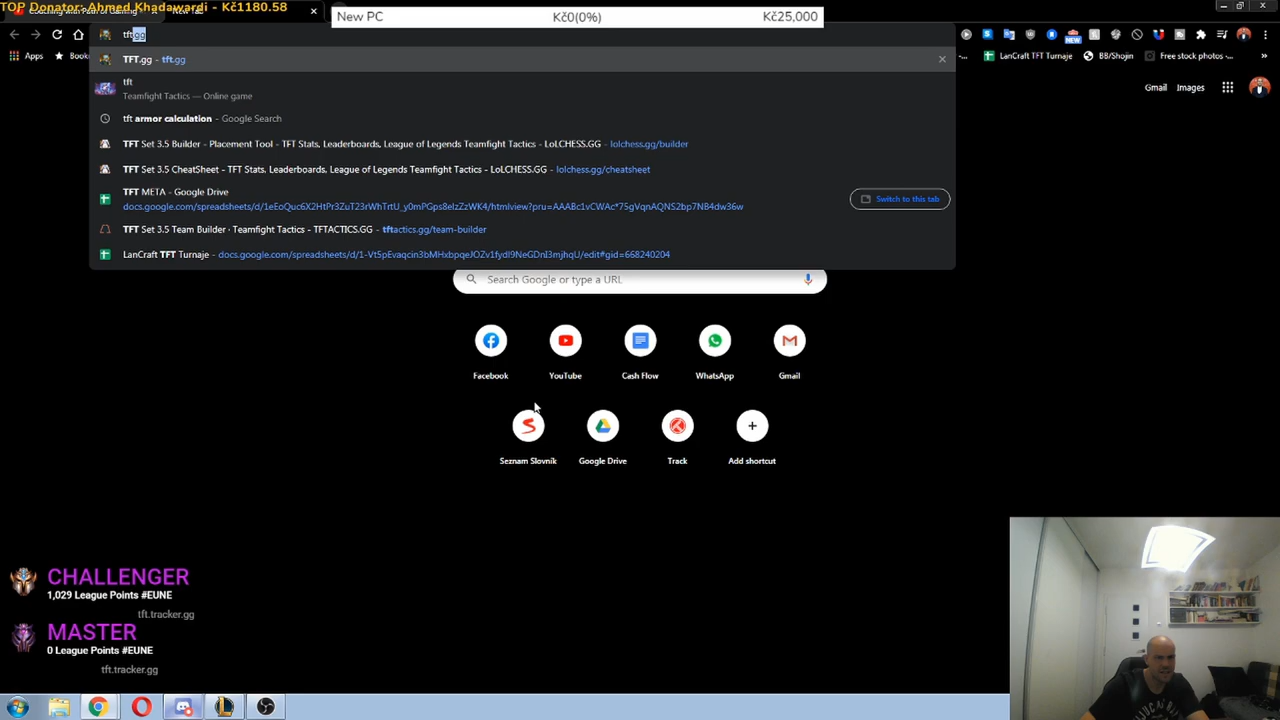 TOP Donator: Ahmed Khadawardi - Kč1180.58
New PC Kč0(0%) Kč25,000
tft.gg
Apps
LanCraft TFT Turnaje
BB/Shojin
Free stock photos -...
NEW
TFT.gg - tft.gg
tft
Teamfight Tactics — Online game
tft armor calculation - Google Search
TFT Set 3.5 Builder - Placement Tool - TFT Stats, Leaderboards, League of Legends Teamfight Tactics - LoLCHESS.GG - lolchess.gg/builder
TFT Set 3.5 CheatSheet - TFT Stats, Leaderboards, League of Legends Teamfight Tactics - LoLCHESS.GG - lolchess.gg/cheatsheet
TFT META - Google Drive
Switch to this tab
TFT Set 3.5 Team Builder · Teamfight Tactics - TFTACTICS.GG - tftactics.gg/team-builder
LanCraft TFT Turnaje -
Gmail Images
Search Google or type a URL
Facebook YouTube Cash Flow WhatsApp Gmail
Seznam Slovník Google Drive Track Add shortcut
CHALLENGER
1,029 League Points #EUNE
tft.tracker.gg
MASTER
0 League Points #EUNE
tft.tracker.gg